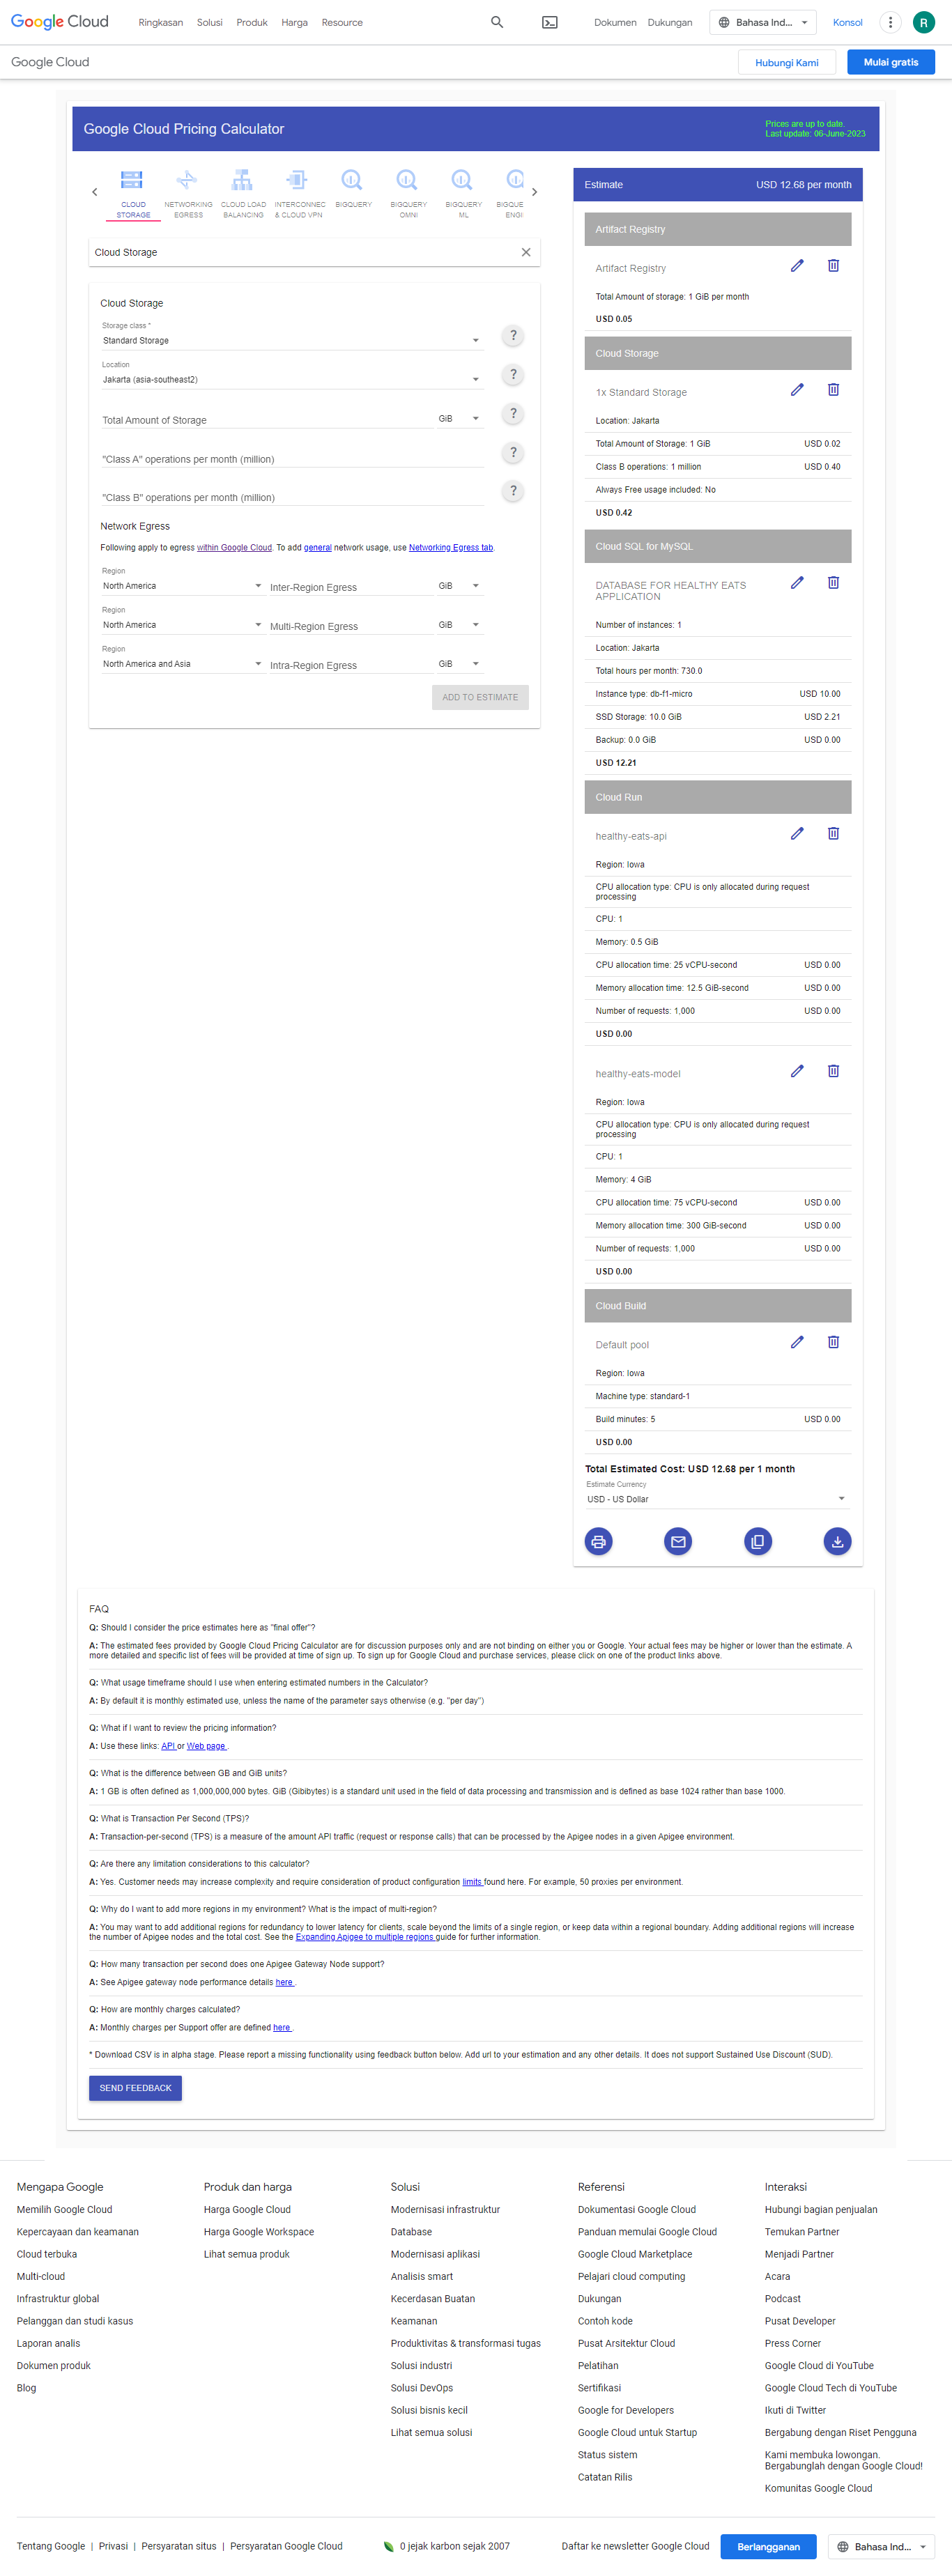 Google Cloud
Ringkasan
Solusi
Produk
Harga
Resource
Dokumen
Dukungan
Bahasa Ind...
Konsol
R
Google Cloud
Hubungi Kami
Mulai gratis
Google Cloud Pricing Calculator
Prices are up to date.
Last update: 06-June-2023
CLOUD
STORAGE
NETWORKING
EGRESS
CLOUD LOAD
BALANCING
INTERCONNEC
& CLOUD VPN
BIGQUERY
BIGQUERY
OMNI
BIGQUERY
ML
BIGQUE
ENGI
Cloud Storage
Cloud Storage
Storage class *
Standard Storage
?
Location
Jakarta (asia-southeast2)
?
Total Amount of Storage
GiB
?
"Class A" operations per month (million)
?
"Class B" operations per month (million)
?
Network Egress
Following apply to egress within Google Cloud. To add general network usage, use Networking Egress tab.
Region
North America
Inter-Region Egress
GiB
Region
North America
Multi-Region Egress
GiB
Region
North America and Asia
Intra-Region Egress
GiB
ADD TO ESTIMATE
Estimate
USD 12.68 per month
Artifact Registry
Artifact Registry
Total Amount of storage: 1 GiB per month
USD 0.05
Cloud Storage
1x Standard Storage
Location: Jakarta
Total Amount of Storage: 1 GiB
USD 0.02
Class B operations: 1 million
USD 0.40
Always Free usage included: No
USD 0.42
Cloud SQL for MySQL
DATABASE FOR HEALTHY EATS
APPLICATION
Number of instances: 1
Location: Jakarta
Total hours per month: 730.0
Instance type: db-f1-micro
USD 10.00
SSD Storage: 10.0 GiB
USD 2.21
Backup: 0.0 GiB
USD 0.00
USD 12.21
Cloud Run
healthy-eats-api
Region: Iowa
CPU allocation type: CPU is only allocated during request
processing
CPU: 1
Memory: 0.5 GiB
CPU allocation time: 25 vCPU-second
USD 0.00
Memory allocation time: 12.5 GiB-second
USD 0.00
Number of requests: 1,000
USD 0.00
USD 0.00
healthy-eats-model
Region: Iowa
CPU allocation type: CPU is only allocated during request
processing
CPU: 1
Memory: 4 GiB
CPU allocation time: 75 vCPU-second
USD 0.00
Memory allocation time: 300 GiB-second
USD 0.00
Number of requests: 1,000
USD 0.00
USD 0.00
Cloud Build
Default pool
Region: Iowa
Machine type: standard-1
Build minutes: 5
USD 0.00
USD 0.00
Total Estimated Cost: USD 12.68 per 1 month
Estimate Currency
USD - US Dollar
FAQ
Q: Should I consider the price estimates here as "final offer"?
A: The estimated fees provided by Google Cloud Pricing Calculator are for discussion purposes only and are not binding on either you or Google. Your actual fees may be higher or lower than the estimate. A
more detailed and specific list of fees will be provided at time of sign up. To sign up for Google Cloud and purchase services, please click on one of the product links above.
Q: What usage timeframe should I use when entering estimated numbers in the Calculator?
A: By default it is monthly estimated use, unless the name of the parameter says otherwise (e.g. "per day")
Q: What if I want to review the pricing information?
A: Use these links: API or Web page .
Q: What is the difference between GB and GiB units?
A: 1 GB is often defined as 1,000,000,000 bytes. GiB (Gibibytes) is a standard unit used in the field of data processing and transmission and is defined as base 1024 rather than base 1000.
Q: What is Transaction Per Second (TPS)?
A: Transaction-per-second (TPS) is a measure of the amount API traffic (request or response calls) that can be processed by the Apigee nodes in a given Apigee environment.
Q: Are there any limitation considerations to this calculator?
A: Yes. Customer needs may increase complexity and require consideration of product configuration limits found here. For example, 50 proxies per environment.
Q: Why do I want to add more regions in my environment? What is the impact of multi-region?
A: You may want to add additional regions for redundancy to lower latency for clients, scale beyond the limits of a single region, or keep data within a regional boundary. Adding additional regions will increase
the number of Apigee nodes and the total cost. See the Expanding Apigee to multiple regions guide for further information.
Q: How many transaction per second does one Apigee Gateway Node support?
A: See Apigee gateway node performance details here .
Q: How are monthly charges calculated?
A: Monthly charges per Support offer are defined here .
* Download CSV is in alpha stage. Please report a missing functionality using feedback button below. Add url to your estimation and any other details. It does not support Sustained Use Discount (SUD).
SEND FEEDBACK
Mengapa Google
Memilih Google Cloud
Kepercayaan dan keamanan
Cloud terbuka
Multi-cloud
Infrastruktur global
Pelanggan dan studi kasus
Laporan analis
Dokumen produk
Blog
Produk dan harga
Harga Google Cloud
Harga Google Workspace
Lihat semua produk
Solusi
Modernisasi infrastruktur
Database
Modernisasi aplikasi
Analisis smart
Kecerdasan Buatan
Keamanan
Produktivitas & transformasi tugas
Solusi industri
Solusi DevOps
Solusi bisnis kecil
Lihat semua solusi
Referensi
Dokumentasi Google Cloud
Panduan memulai Google Cloud
Google Cloud Marketplace
Pelajari cloud computing
Dukungan
Contoh kode
Pusat Arsitektur Cloud
Pelatihan
Sertifikasi
Google for Developers
Google Cloud untuk Startup
Status sistem
Catatan Rilis
Interaksi
Hubungi bagian penjualan
Temukan Partner
Menjadi Partner
Acara
Podcast
Pusat Developer
Press Corner
Google Cloud di YouTube
Google Cloud Tech di YouTube
Ikuti di Twitter
Bergabung dengan Riset Pengguna
Kami membuka lowongan.
Bergabunglah dengan Google Cloud!
Komunitas Google Cloud
Tentang Google | Privasi | Persyaratan situs | Persyaratan Google Cloud
0 jejak karbon sejak 2007
Daftar ke newsletter Google Cloud
Berlangganan
Bahasa Ind...